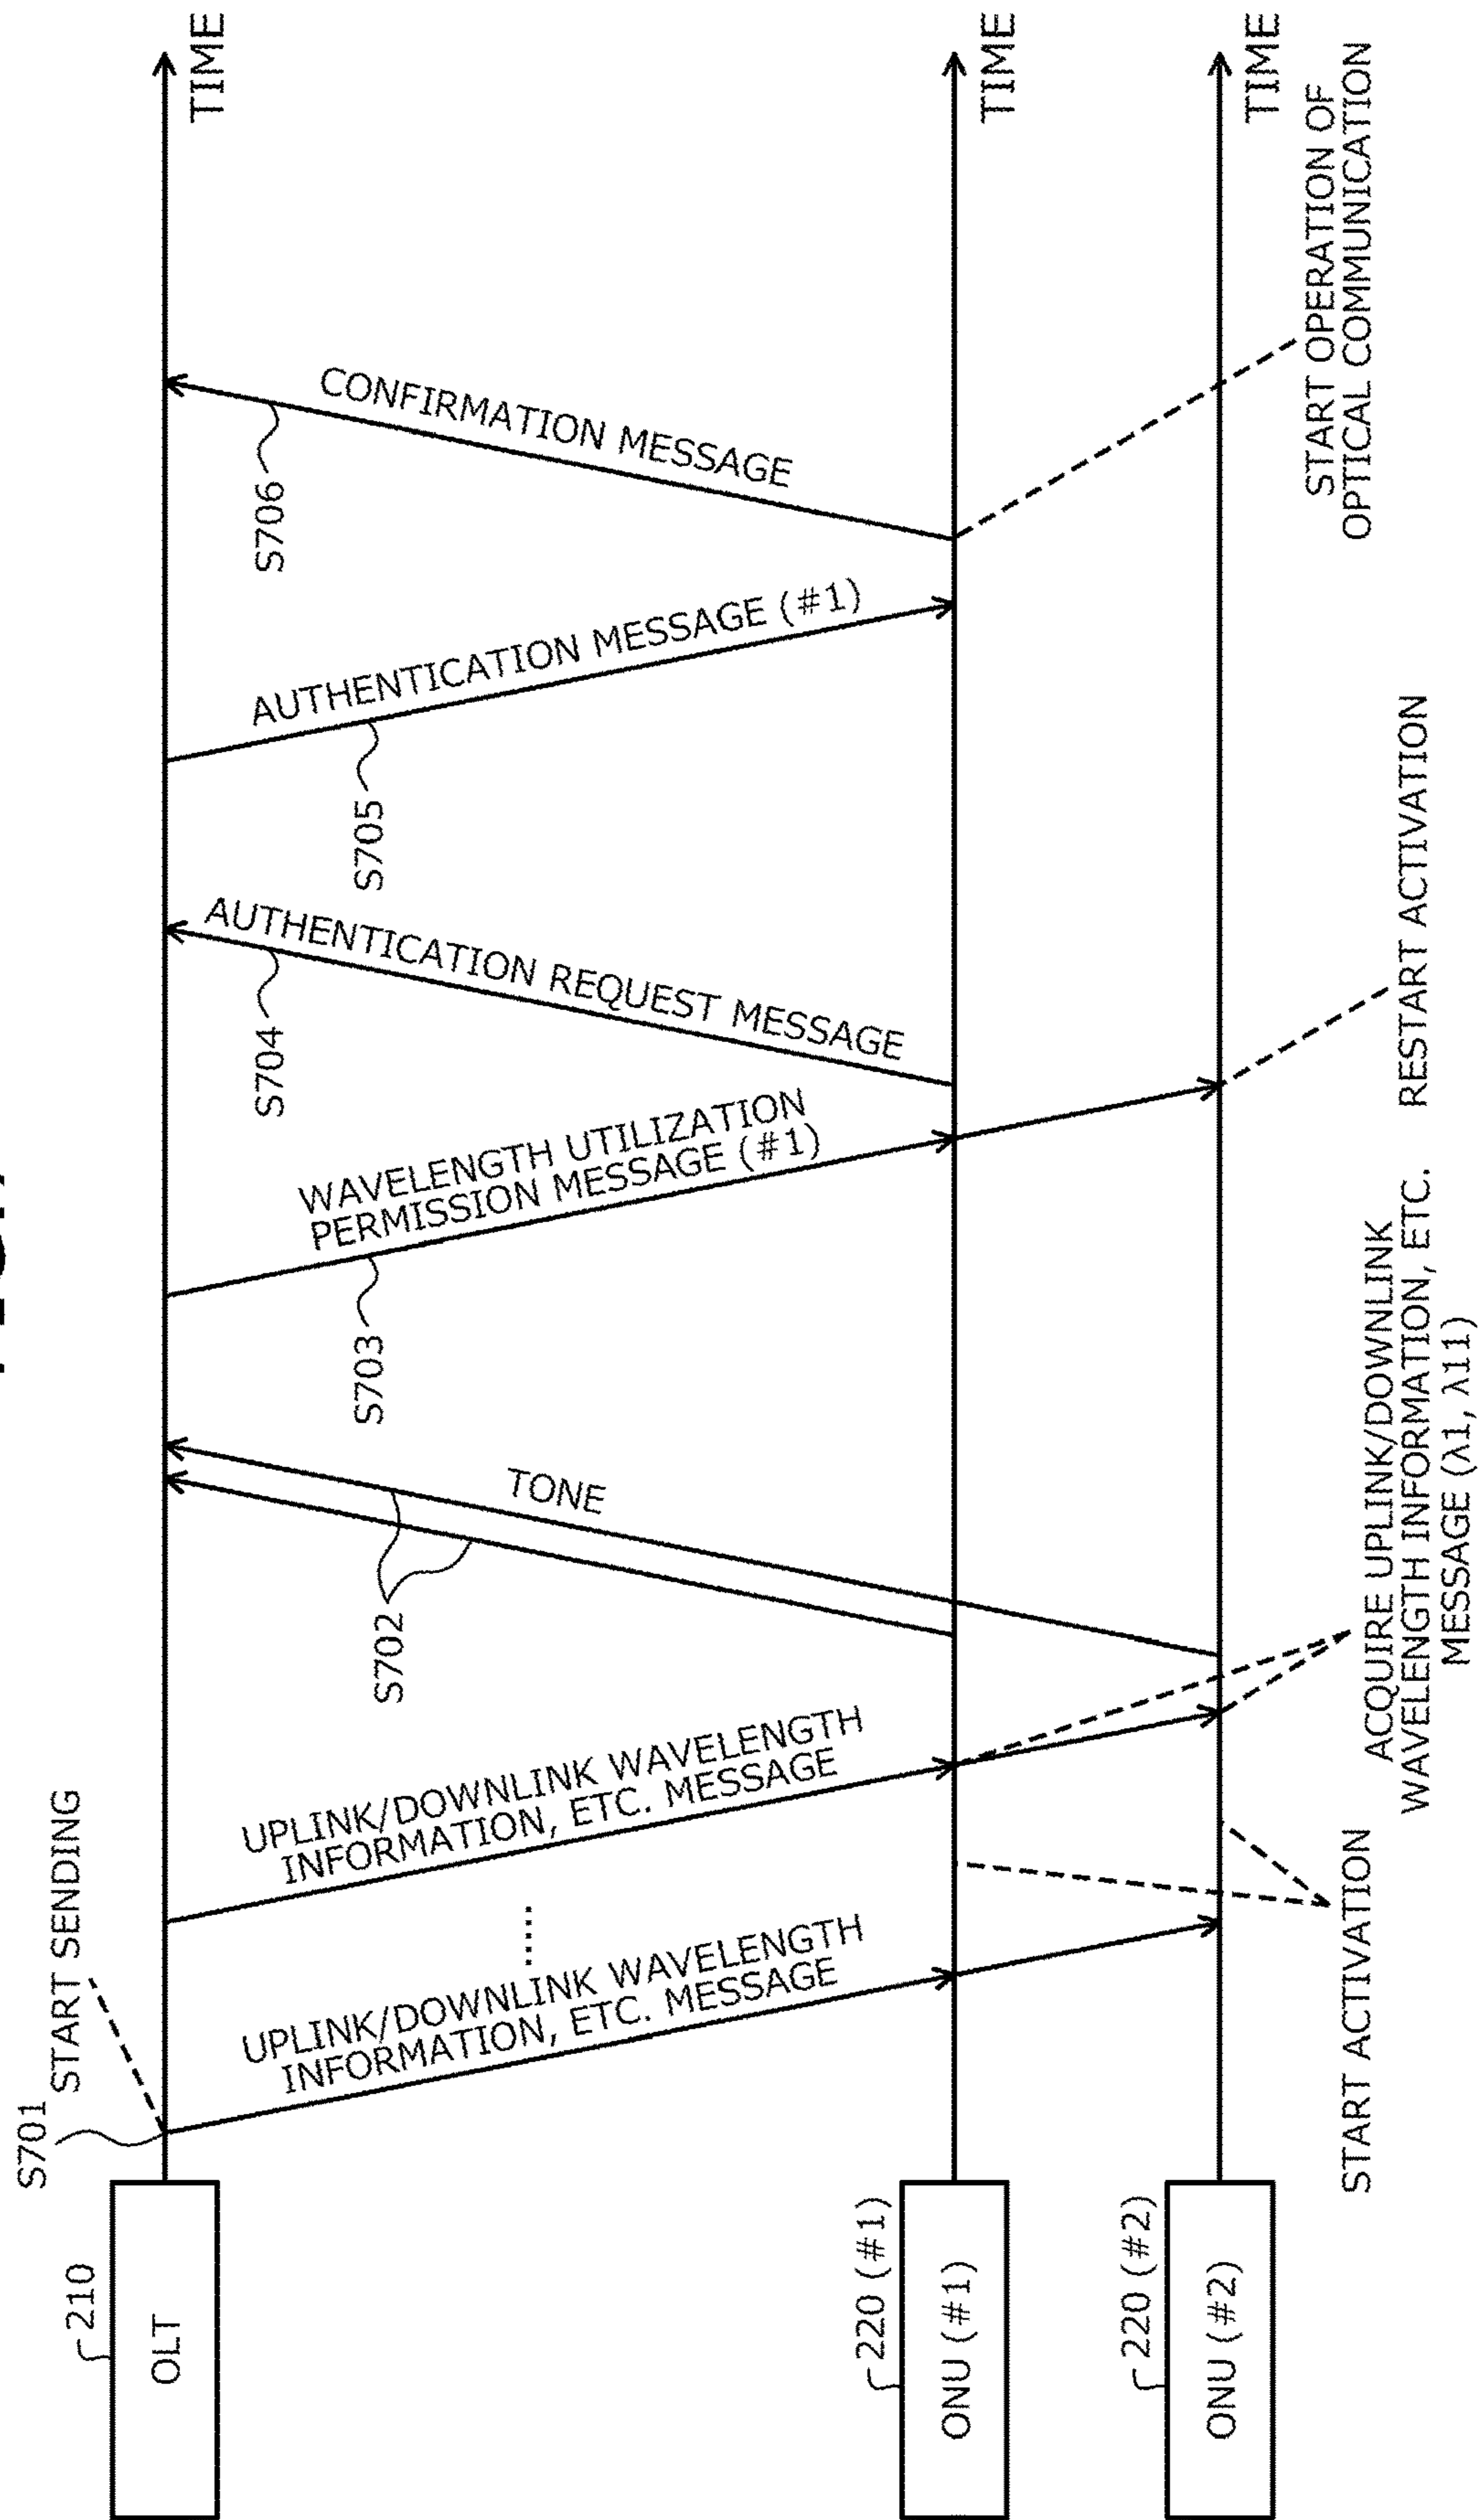 S701
START SENDING
210
OLT
TIME
UPLINK/DOWNLINK WAVELENGTH
INFORMATION, ETC. MESSAGE
......
UPLINK/DOWNLINK WAVELENGTH
INFORMATION, ETC. MESSAGE
S702
TONE
S703
WAVELENGTH UTILIZATION
PERMISSION MESSAGE (#1)
S704
AUTHENTICATION REQUEST MESSAGE
S705
AUTHENTICATION MESSAGE (#1)
S706
CONFIRMATION MESSAGE
220 (#1)
ONU (#1)
TIME
220 (#2)
ONU (#2)
TIME
START ACTIVATION
ACQUIRE UPLINK/DOWNLINK
WAVELENGTH INFORMATION, ETC.
MESSAGE (λ1, λ11)
RESTART ACTIVATION
START OPERATION OF
OPTICAL COMMUNICATION